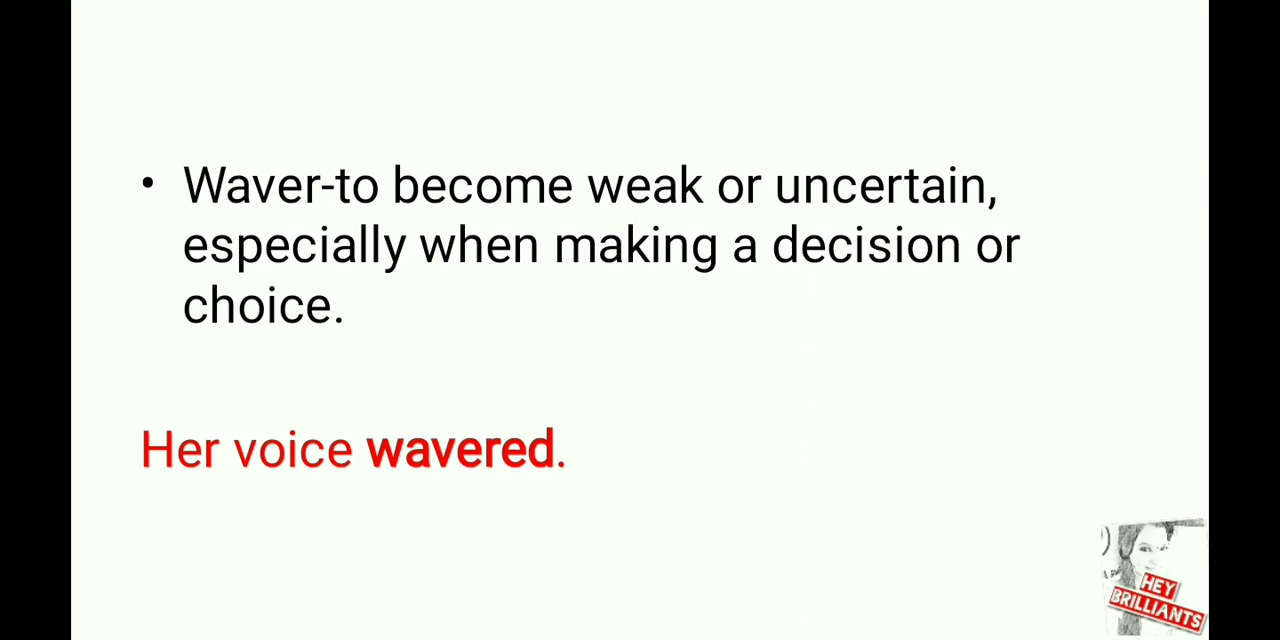 • Waver-to become weak or uncertain,
especially when making a decision or
choice.
Her voice wavered.
HEY
BRILLIANTS